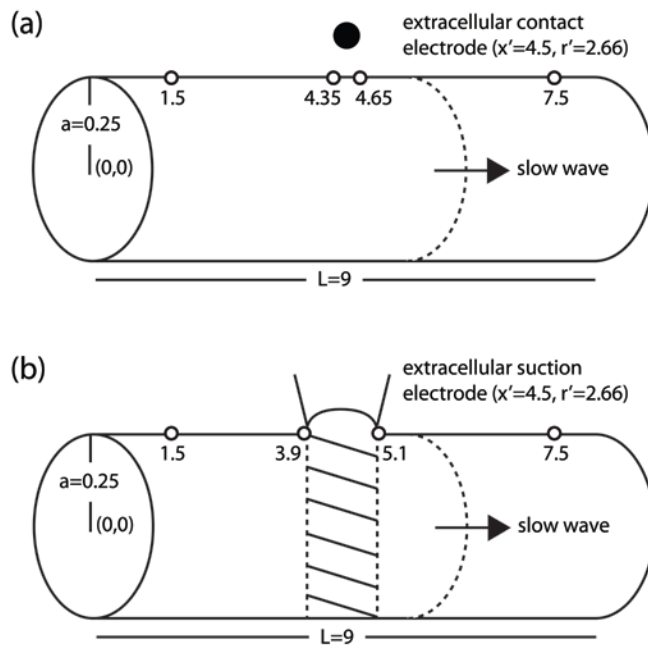 (a)
extracellular contact
electrode (x'=4.5, r'=2.66)
1.5
4.35
4.65
7.5
a=0.25
(0,0)
slow wave
L=9
(b)
extracellular suction
electrode (x'=4.5, r'=2.66)
1.5
3.9
5.1
7.5
a=0.25
(0,0)
slow wave
L=9